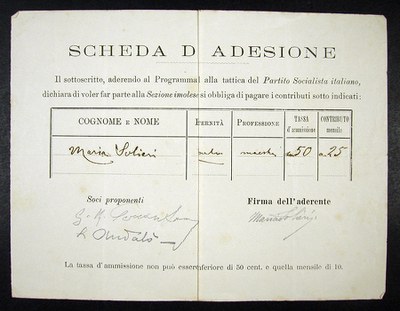 SCHEDA D ADESIONE
Il sottoscritte, aderendo al Programma alla tattica del Partito Socialista italiano,
dichiara di voler far parte alla Sezione imolese si obbliga di pagare i contributi sotto indicati:
COGNOME E NOME
PERNITÀ
PROFESSIONE
TASSA
d'ammissione
CONTRIBUTO
mensile
Maria Solieri
50
25
Soci proponenti
Firma dell'aderente
Andalò
La tassa d'ammissione non può essere inferiore di 50 cent. e quella mensile di 10.